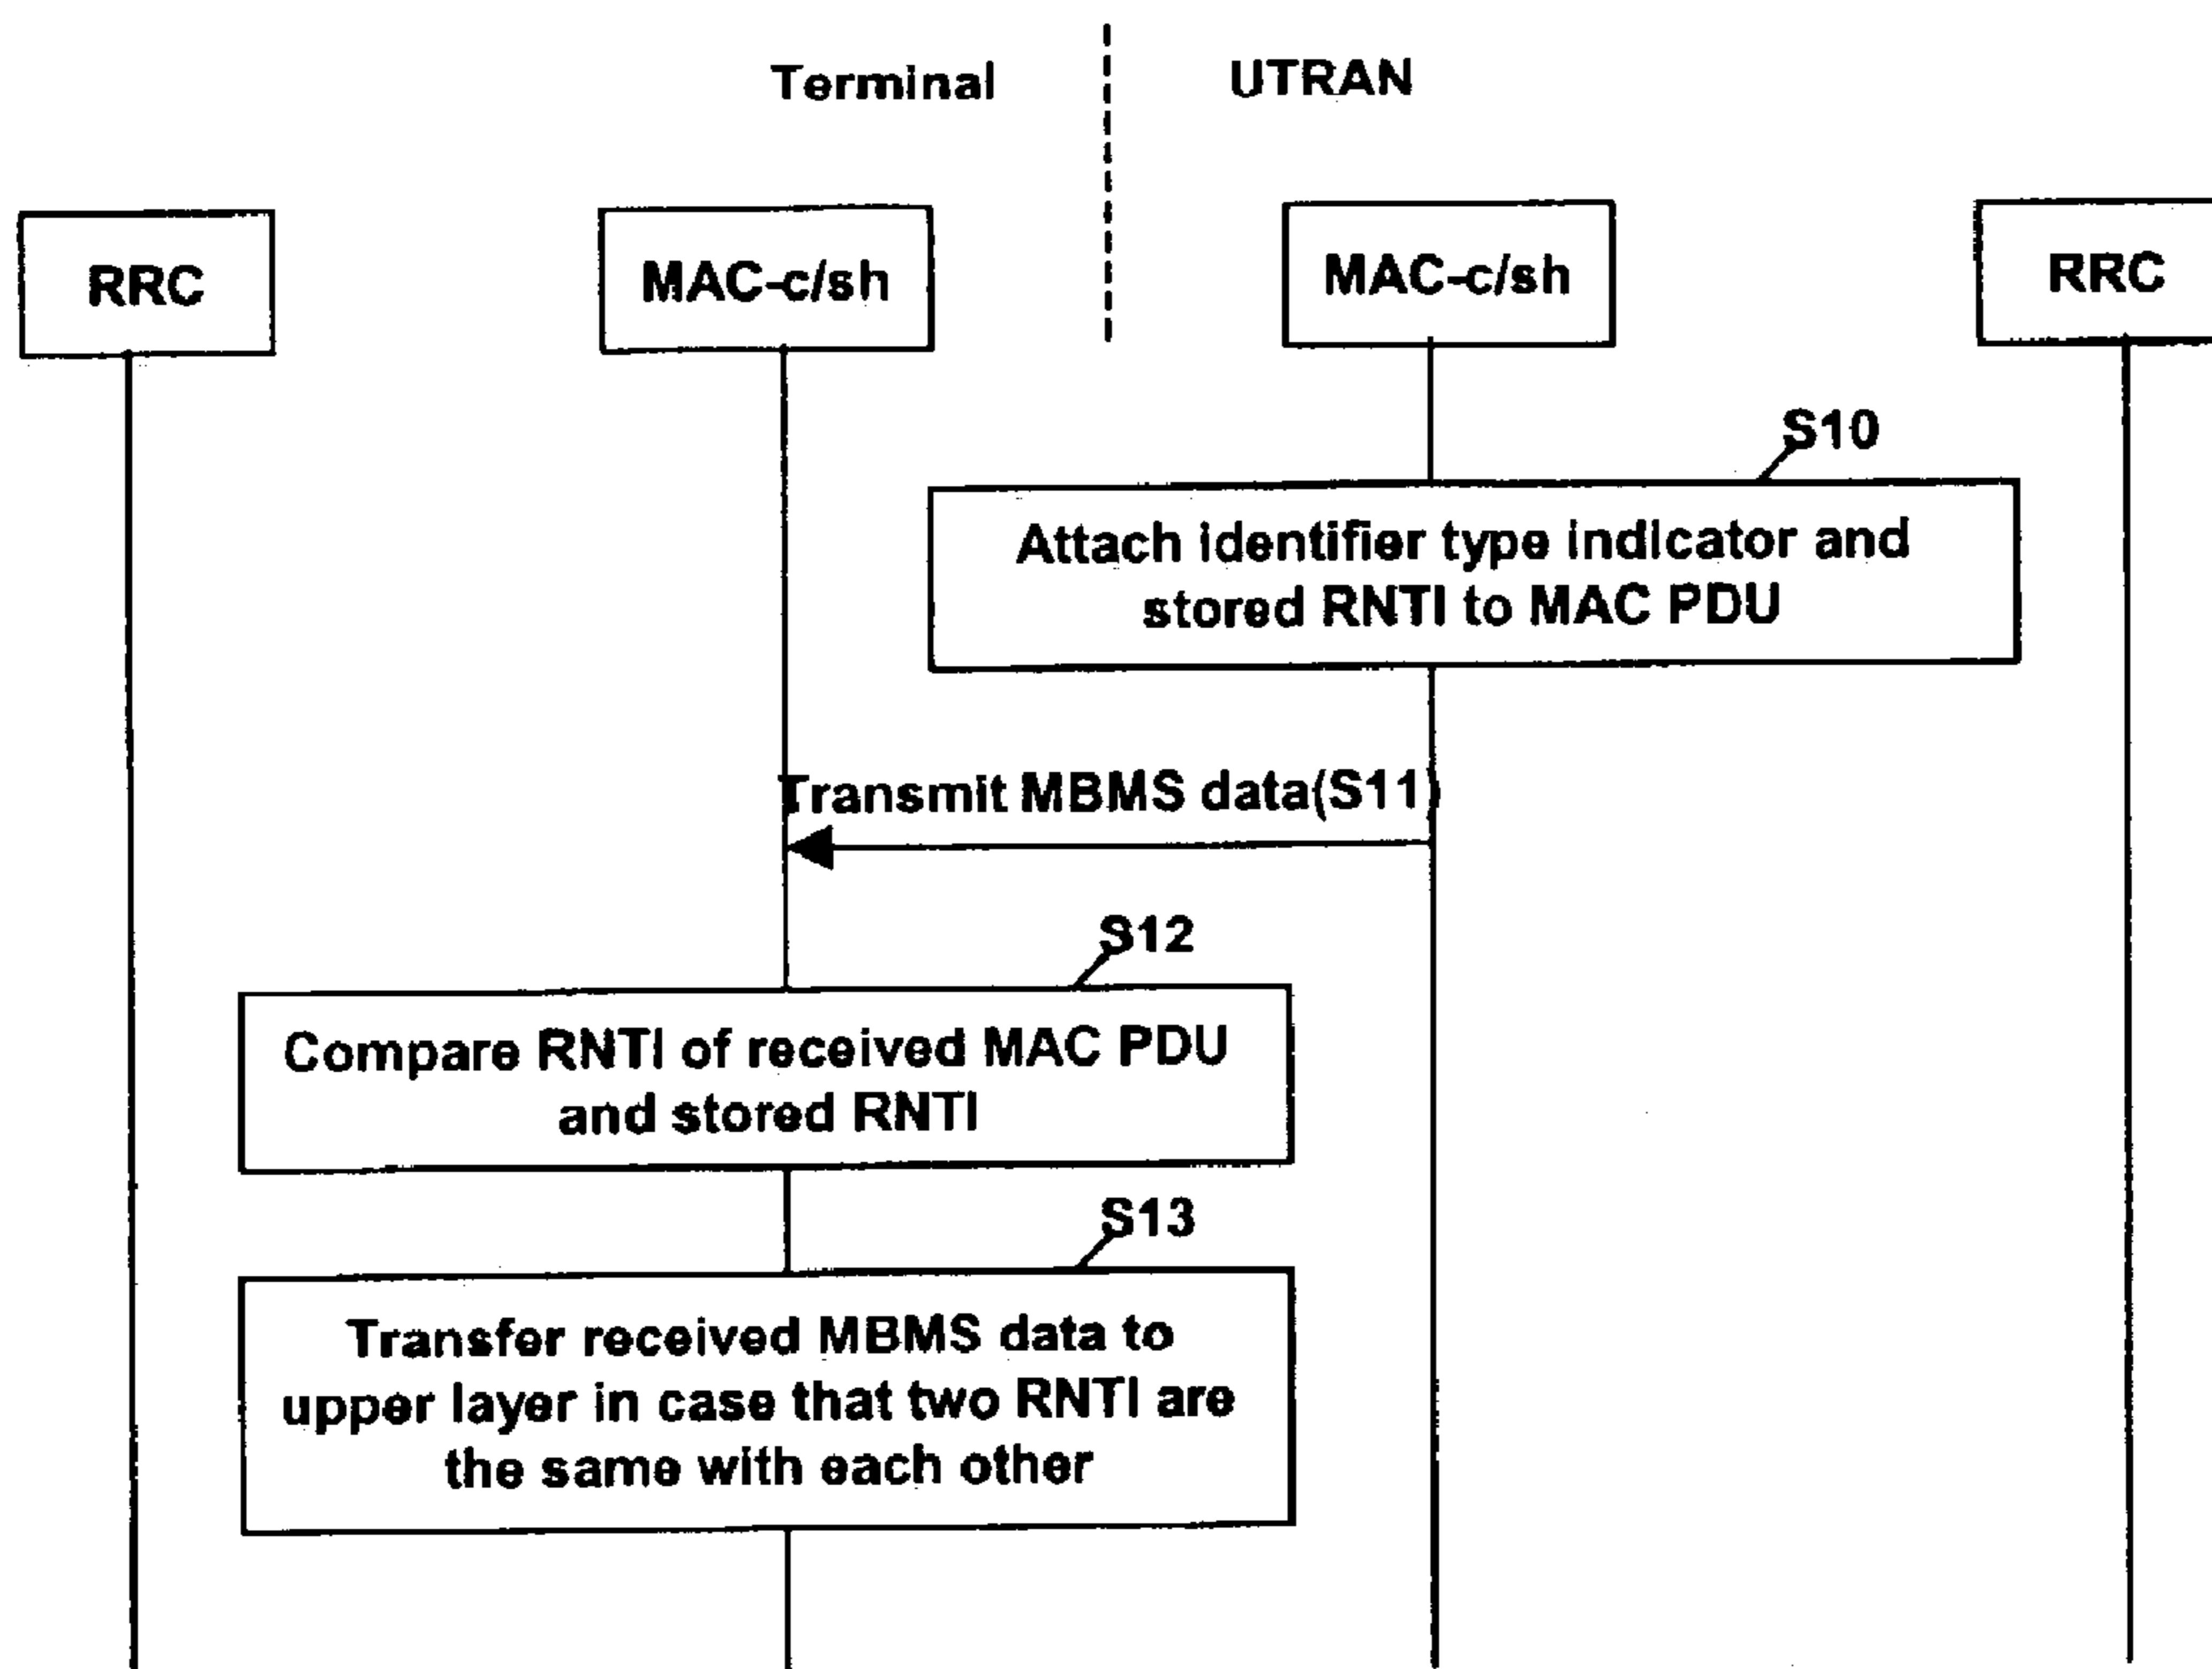 Terminal
UTRAN
RRC
MAC-c/sh
MAC-c/sh
RRC
S10
Attach identifier type indicator and
stored RNTI to MAC PDU
Transmit MBMS data(S11)
S12
Compare RNTI of received MAC PDU
and stored RNTI
S13
Transfer received MBMS data to
upper layer in case that two RNTI are
the same with each other